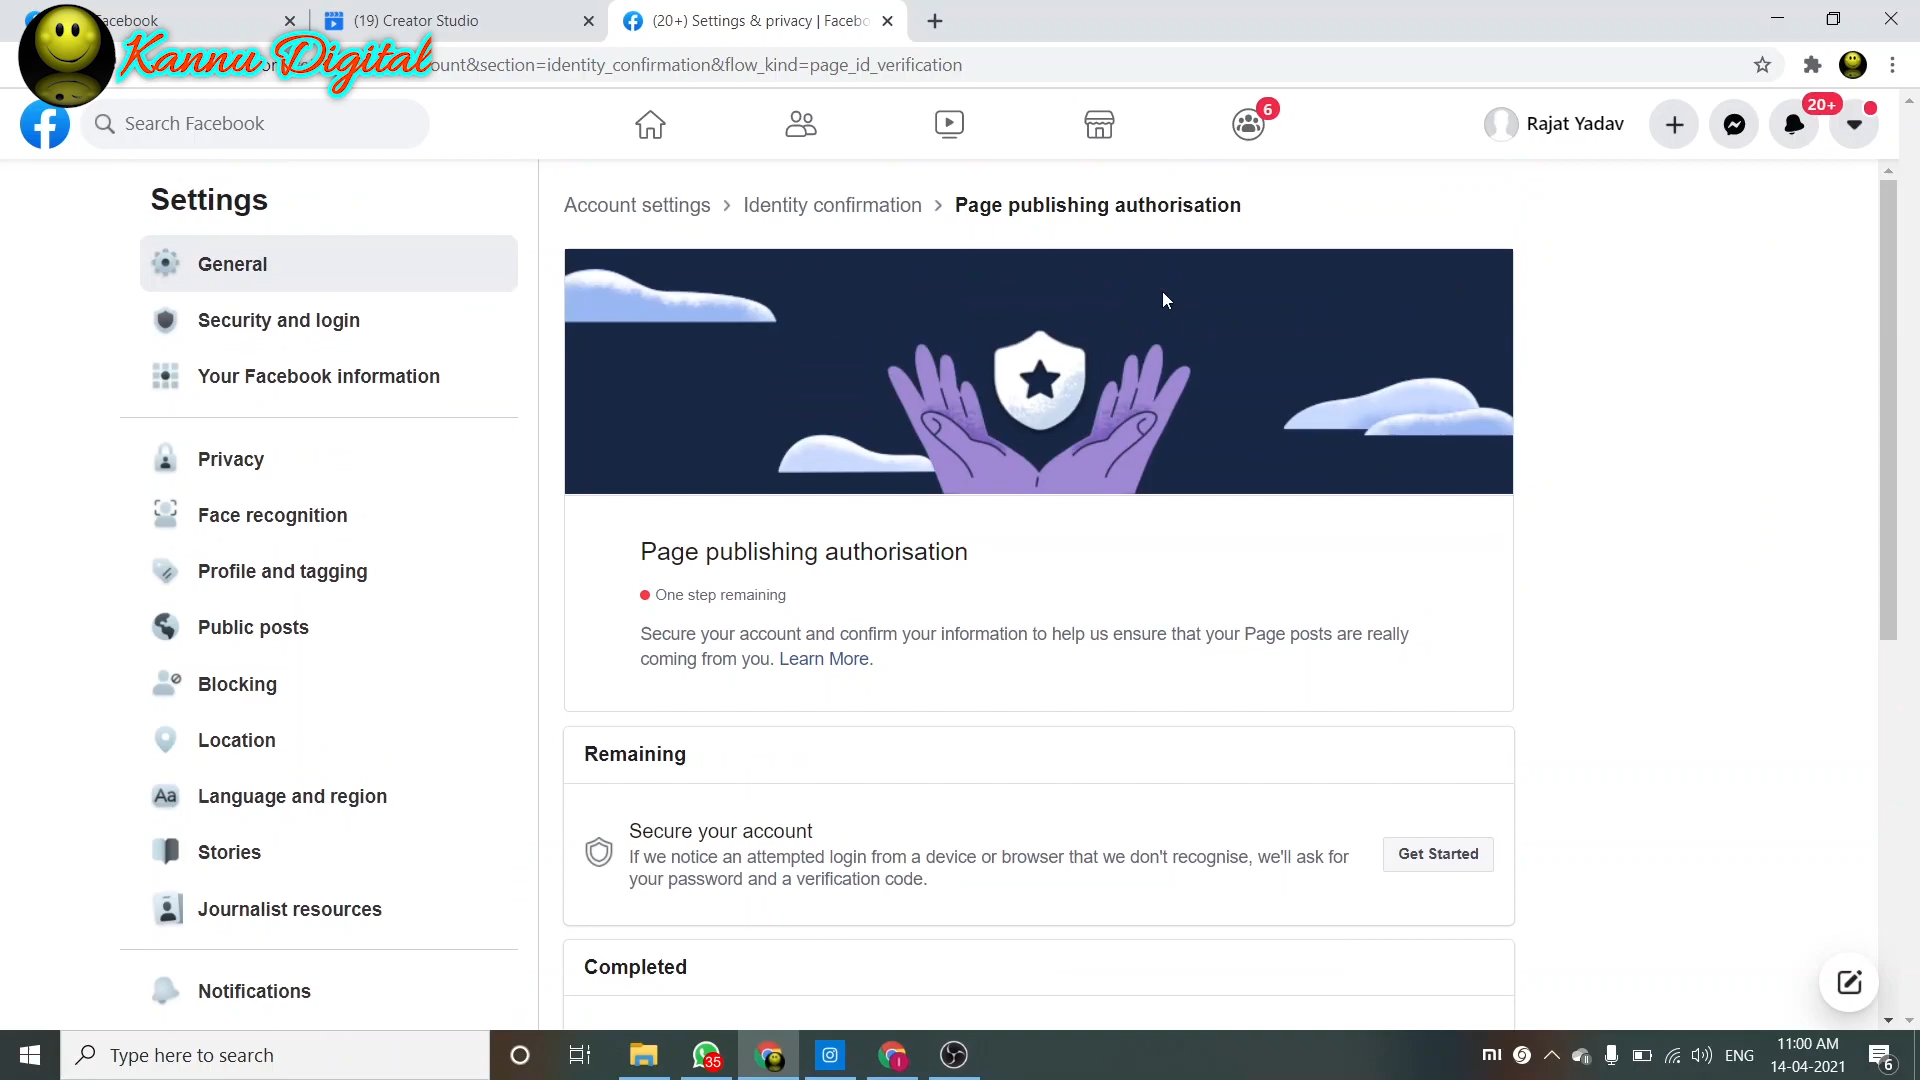 Facebook
(19) Creator Studio
(20+) Settings & privacy | Facebo
Kannu Digital
ount&section=identity_confirmation&flow_kind=page_id_verification
Search Facebook
6
Rajat Yadav
20+
Settings
General
Security and login
Your Facebook information
Privacy
Face recognition
Profile and tagging
Public posts
Blocking
Location
Aa
Language and region
Stories
Journalist resources
Notifications
Account settings > Identity confirmation > Page publishing authorisation
Page publishing authorisation
One step remaining
Secure your account and confirm your information to help us ensure that your Page posts are really
coming from you. Learn More.
Remaining
Secure your account
If we notice an attempted login from a device or browser that we don't recognise, we'll ask for
your password and a verification code.
Get Started
Completed
Type here to search
35
mi
ENG
11:00 AM
14-04-2021
6